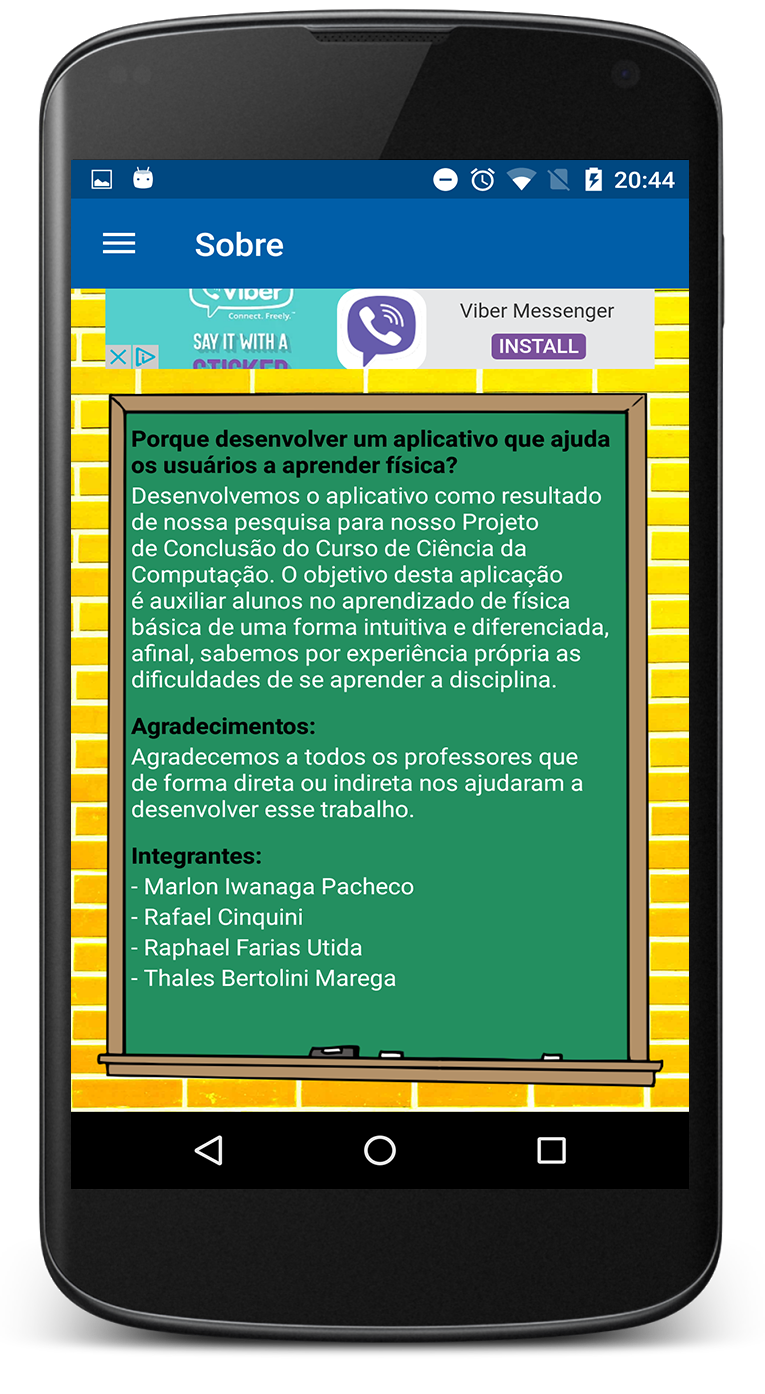 20:44
Sobre
viber
Connect. Freely.™
SAY IT WITH A
STICKER
Viber Messenger
INSTALL
Porque desenvolver um aplicativo que ajuda
os usuários a aprender física?
Desenvolvemos o aplicativo como resultado
de nossa pesquisa para nosso Projeto
de Conclusão do Curso de Ciência da
Computação. O objetivo desta aplicação
é auxiliar alunos no aprendizado de física
básica de uma forma intuitiva e diferenciada,
afinal, sabemos por experiência própria as
dificuldades de se aprender a disciplina.
Agradecimentos:
Agradecemos a todos os professores que
de forma direta ou indireta nos ajudaram a
desenvolver esse trabalho.
Integrantes:
- Marlon Iwanaga Pacheco
- Rafael Cinquini
- Raphael Farias Utida
- Thales Bertolini Marega